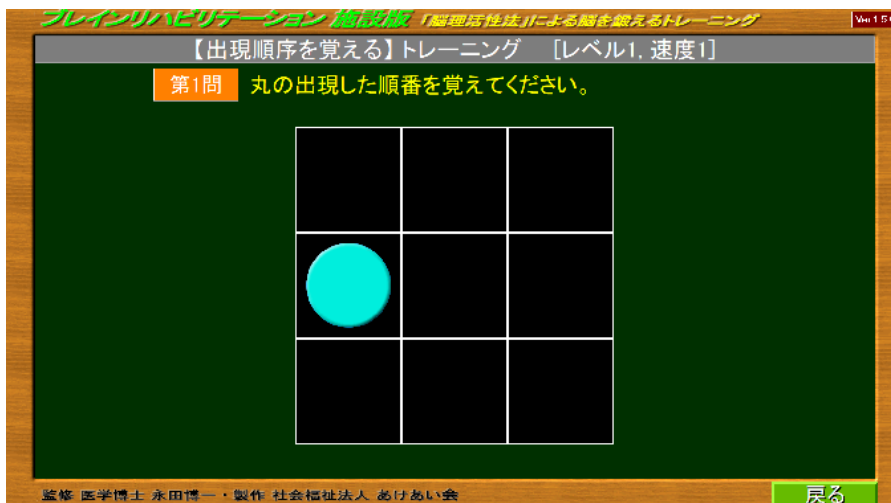 ブレインリハビリテーション 施設版 「脳理活性法」による脳を鍛えるトレーニング
【出現順序を覚える】トレーニング [レベル1, 速度1]
第1問 丸の出現した順番を覚えてください。
監修 医学博士 永田博一・製作 社会福祉法人 あけあい会
戻る